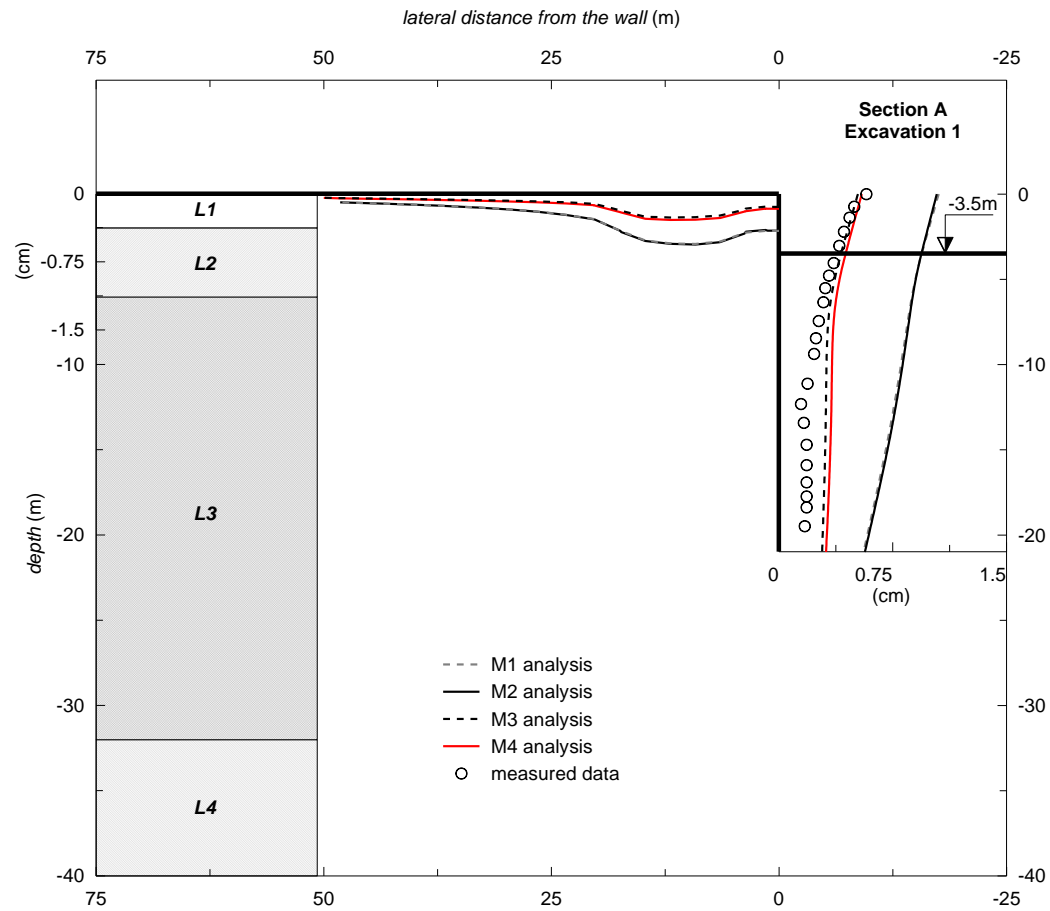 lateral distance from the wall (m)
75 50 25 0 -25
Section A
Excavation 1
0 0
L1
-3.5m
L2
(cm)
-0.75
-1.5
-10 -10
L3
depth (m)
-20 -20
0 0.75 1.5
(cm)
M1 analysis
M2 analysis
M3 analysis
M4 analysis
measured data
-30 -30
L4
-40 -40
75 50 25 0 -25